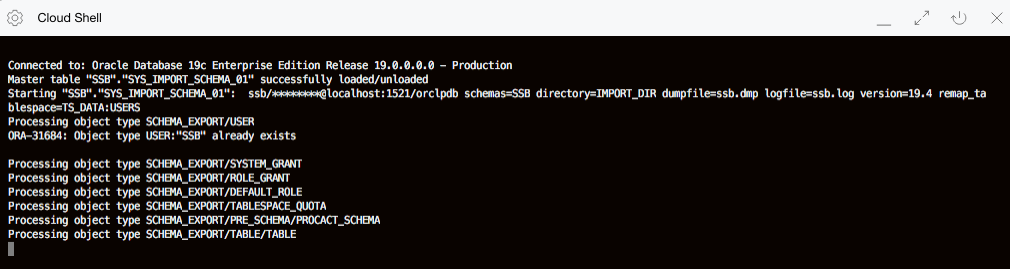 Cloud Shell
Connected to: Oracle Database 19c Enterprise Edition Release 19.0.0.0.0 - Production
Master table "SSB"."SYS_IMPORT_SCHEMA_01" successfully loaded/unloaded
Starting "SSB"."SYS_IMPORT_SCHEMA_01":  ssb/********@localhost:1521/orclpdb schemas=SSB directory=IMPORT_DIR dumpfile=ssb.dmp logfile=ssb.log version=19.4 remap_ta
blespace=TS_DATA:USERS
Processing object type SCHEMA_EXPORT/USER
ORA-31684: Object type USER:"SSB" already exists
Processing object type SCHEMA_EXPORT/SYSTEM_GRANT
Processing object type SCHEMA_EXPORT/ROLE_GRANT
Processing object type SCHEMA_EXPORT/DEFAULT_ROLE
Processing object type SCHEMA_EXPORT/TABLESPACE_QUOTA
Processing object type SCHEMA_EXPORT/PRE_SCHEMA/PROCACT_SCHEMA
Processing object type SCHEMA_EXPORT/TABLE/TABLE